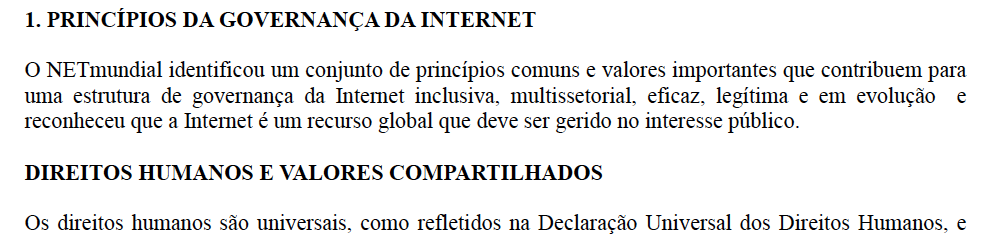 1. PRINCÍPIOS DA GOVERNANÇA DA INTERNET
O NETmundial identificou um conjunto de princípios comuns e valores importantes que contribuem para
uma estrutura de governança da Internet inclusiva, multissetorial, eficaz, legítima e em evolução e
reconheceu que a Internet é um recurso global que deve ser gerido no interesse público.
DIREITOS HUMANOS E VALORES COMPARTILHADOS
Os direitos humanos são universais, como refletidos na Declaração Universal dos Direitos Humanos, e